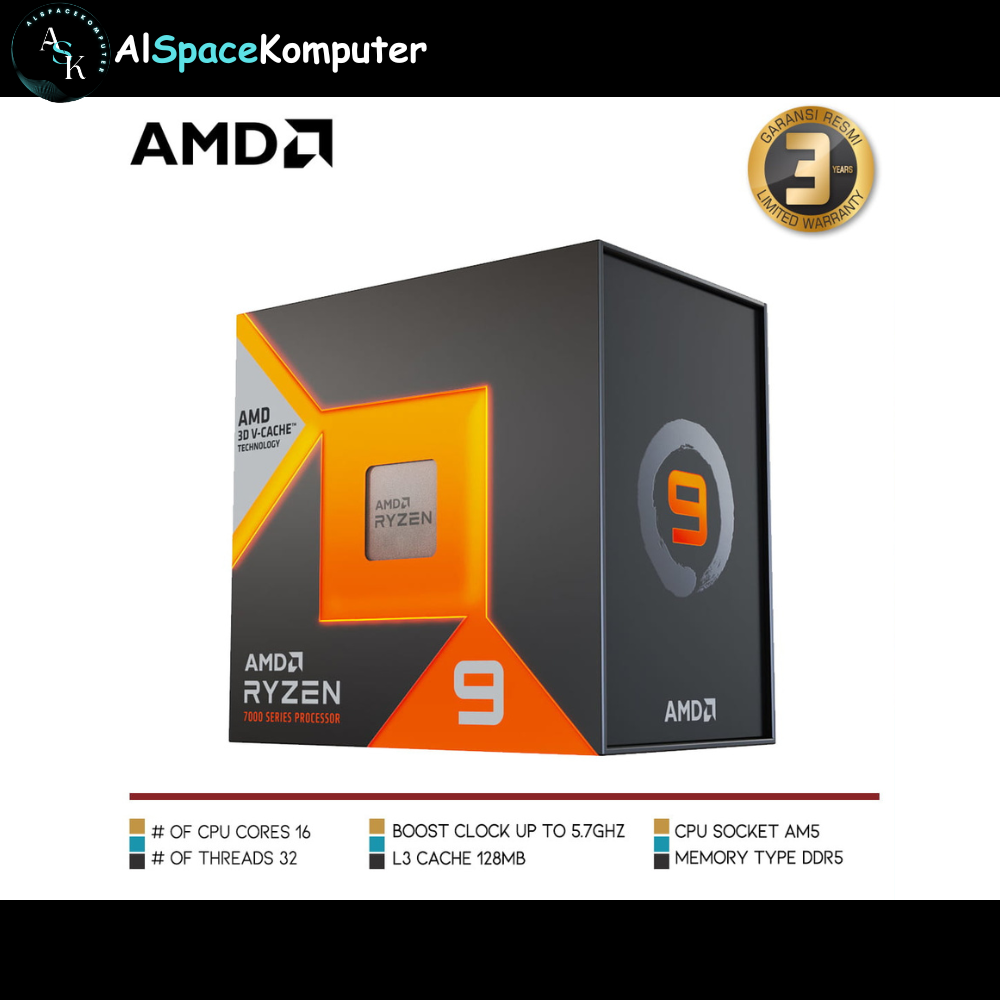 ALSPACEKOMPUTER
ASK
AlSpaceKomputer
AMD
GARANSI RESMI
3 YEARS
LIMITED WARRANTY
AMD
3D V-CACHE™
TECHNOLOGY
AMD
RYZEN
9
AMD
RYZEN
7000 SERIES PROCESSOR
9
AMD
# OF CPU CORES 16
# OF THREADS 32
BOOST CLOCK UP TO 5.7GHZ
L3 CACHE 128MB
CPU SOCKET AM5
MEMORY TYPE DDR5